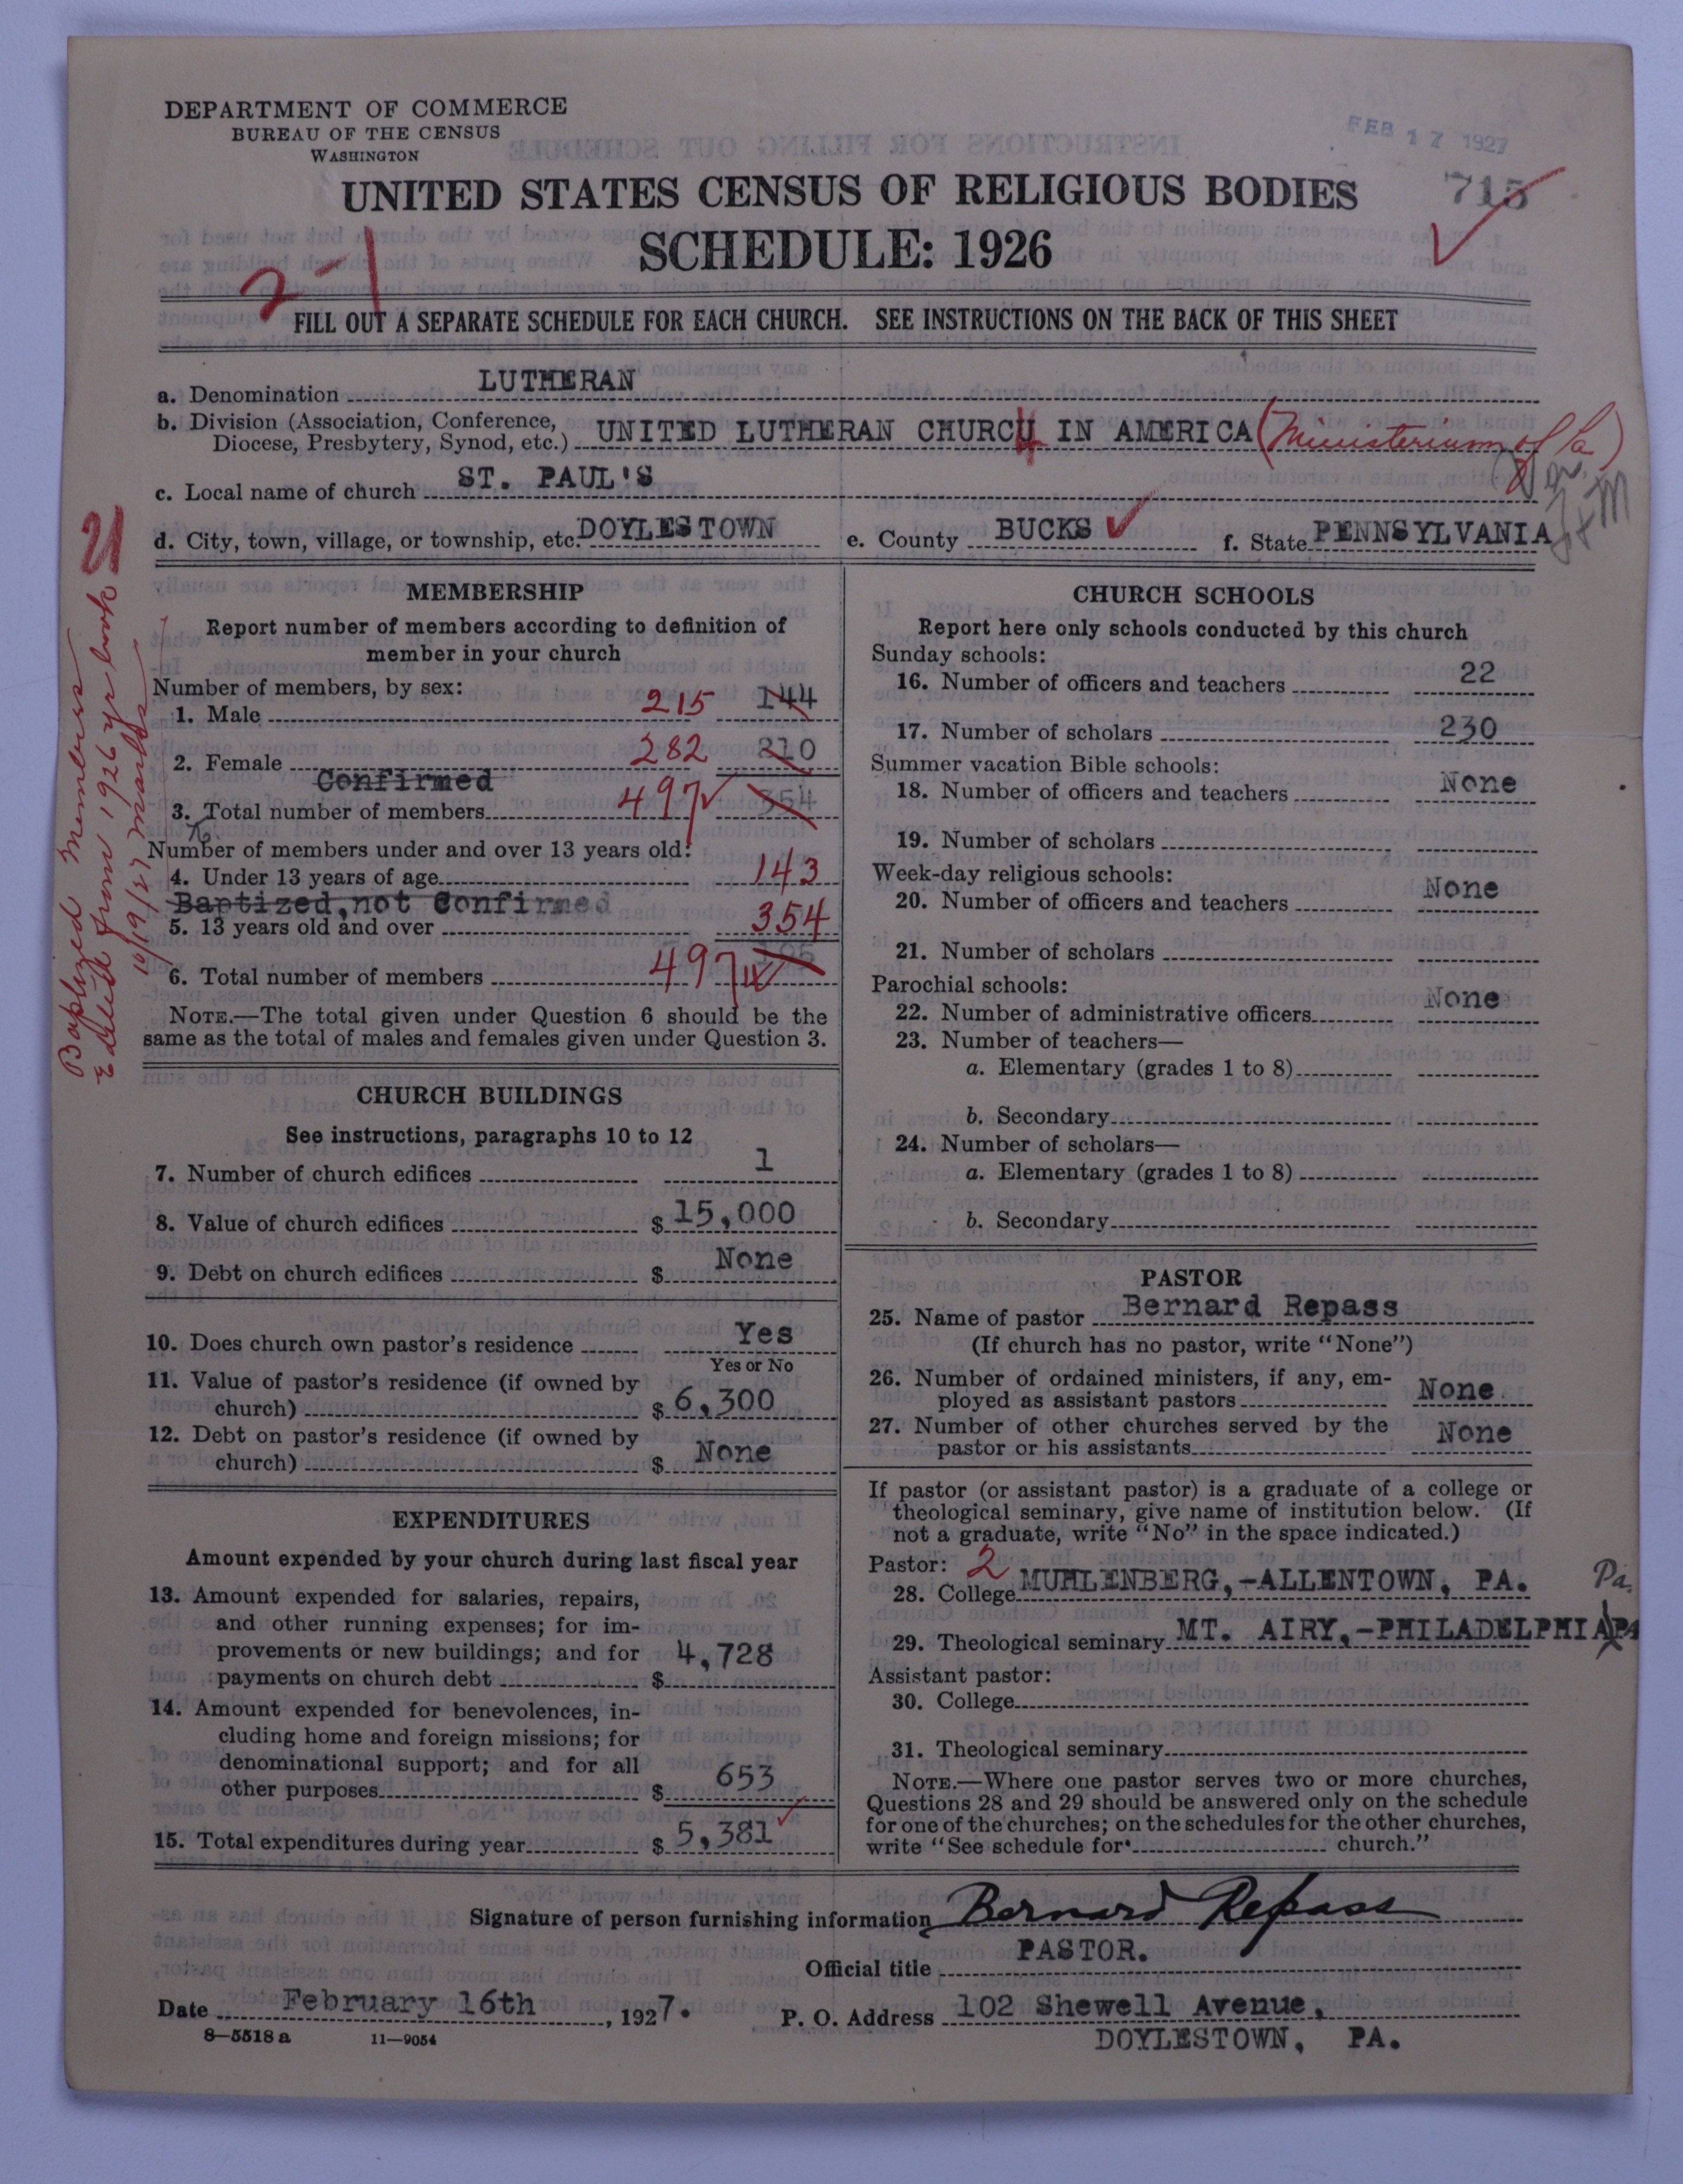 DEPARTMENT OF COMMERCE
BUREAU OF THE CENSUS
WASHINGTON
FEB 17 1927
715
UNITED STATES CENSUS OF RELIGIOUS BODIES
SCHEDULE: 1926
2-1
FILL OUT A SEPARATE SCHEDULE FOR EACH CHURCH. SEE INSTRUCTIONS ON THE BACK OF THIS SHEET
a. Denomination LUTHERAN
b. Division (Association, Conference,
Diocese, Presbytery, Synod, etc.) UNITED LUTHERAN CHURCH IN AMERICA (Ministerium of Pa.)
c. Local name of church ST. PAUL'S
d. City, town, village, or township, etc. DOYLESTOWN e. County BUCKS f. State PENNSYLVANIA
Baptized Members
Edited from 1926 yr book
10/19/27 Marks
MEMBERSHIP
Report number of members according to definition of
member in your church
Number of members, by sex:
1. Male 215 144
2. Female 282 210
Confirmed
3. Total number of members 497 354
Number of members under and over 13 years old:
4. Under 13 years of age 143
Baptized, not Confirmed
5. 13 years old and over 354
6. Total number of members 497
NOTE.—The total given under Question 6 should be the
same as the total of males and females given under Question 3.
CHURCH BUILDINGS
See instructions, paragraphs 10 to 12
7. Number of church edifices 1
8. Value of church edifices $ 15,000
9. Debt on church edifices $ None
10. Does church own pastor's residence Yes
Yes or No
11. Value of pastor's residence (if owned by
church) $ 6,300
12. Debt on pastor's residence (if owned by
church) $ None
EXPENDITURES
Amount expended by your church during last fiscal year
13. Amount expended for salaries, repairs,
and other running expenses; for im-
provements or new buildings; and for
payments on church debt $ 4,728
14. Amount expended for benevolences, in-
cluding home and foreign missions; for
denominational support; and for all
other purposes $ 653
15. Total expenditures during year $ 5,381
CHURCH SCHOOLS
Report here only schools conducted by this church
Sunday schools:
16. Number of officers and teachers 22
17. Number of scholars 230
Summer vacation Bible schools:
18. Number of officers and teachers None
19. Number of scholars
Week-day religious schools:
20. Number of officers and teachers None
21. Number of scholars
Parochial schools:
22. Number of administrative officers None
23. Number of teachers—
a. Elementary (grades 1 to 8)
b. Secondary
24. Number of scholars—
a. Elementary (grades 1 to 8)
b. Secondary
PASTOR
25. Name of pastor Bernard Repass
(If church has no pastor, write "None")
26. Number of ordained ministers, if any, em-
ployed as assistant pastors None
27. Number of other churches served by the
pastor or his assistants None
If pastor (or assistant pastor) is a graduate of a college or
theological seminary, give name of institution below. (If
not a graduate, write "No" in the space indicated.)
Pastor: 2
28. College MUHLENBERG,-ALLENTOWN, PA.
Pa.
29. Theological seminary MT. AIRY,-PHILADELPHIA PA
Assistant pastor:
30. College
31. Theological seminary
NOTE.—Where one pastor serves two or more churches,
Questions 28 and 29 should be answered only on the schedule
for one of the churches; on the schedules for the other churches,
write "See schedule for church."
Signature of person furnishing information Bernard Repass
Official title PASTOR.
Date February 16th, 1927. P. O. Address 102 Shewell Avenue,
DOYLESTOWN, PA.
8—5518 a 11—9054